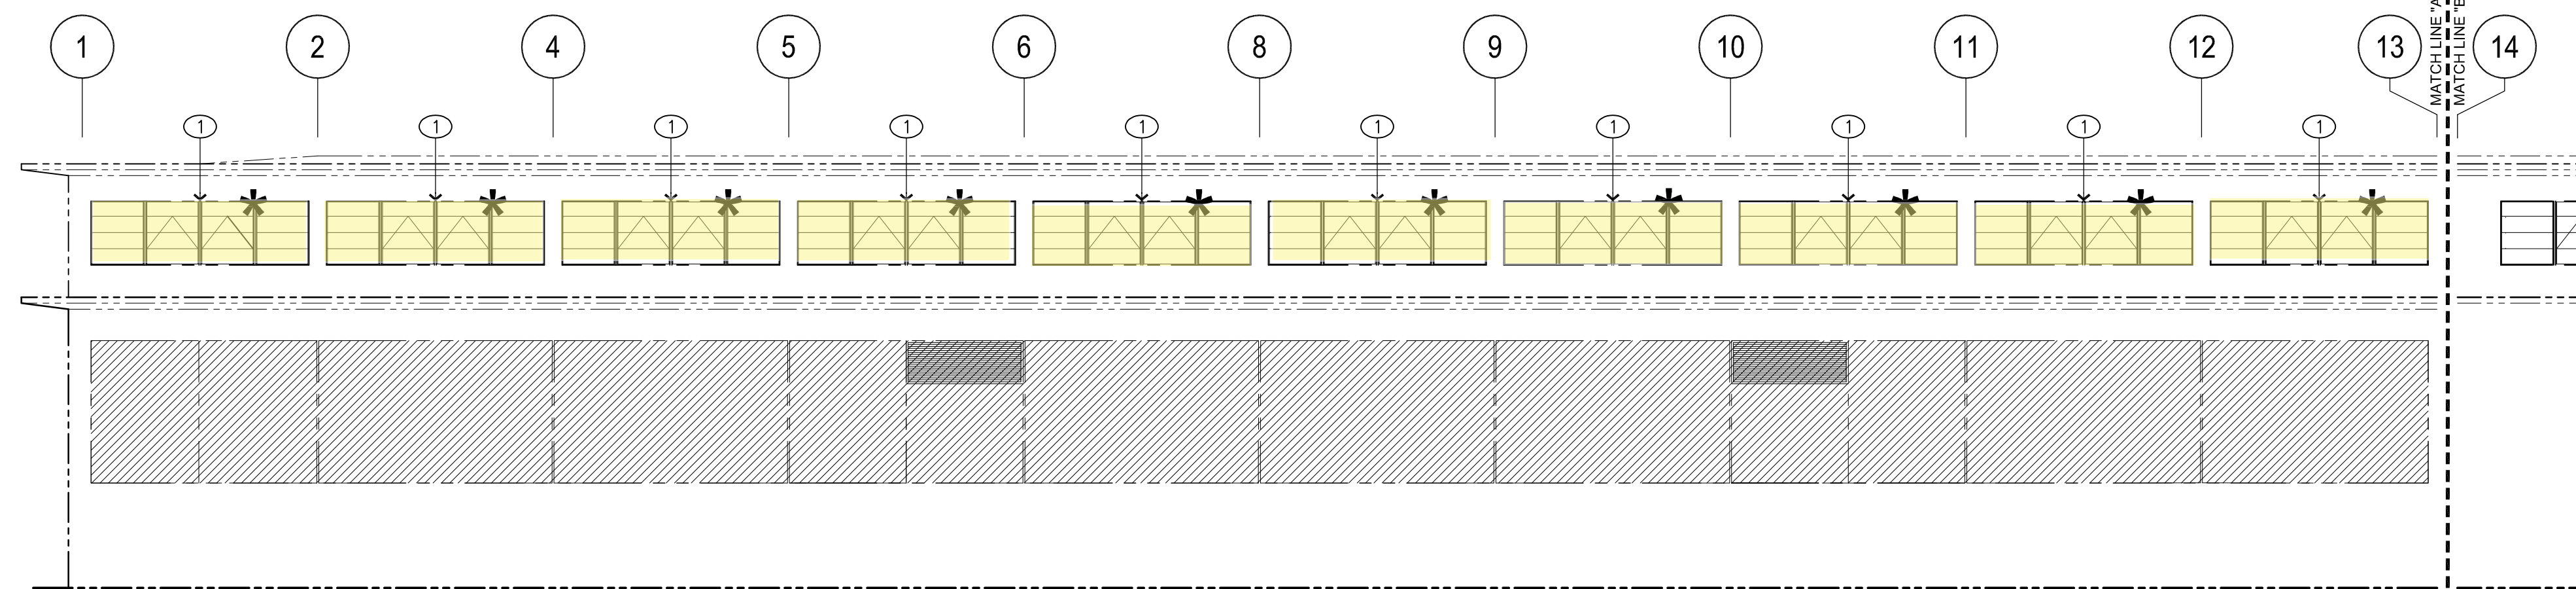 1 2 4 5 6 8 9 10 11 12 13 14
MATCH LINE "A
MATCH LINE "
1 1 1 1 1 1 1 1 1 1
* * * * * * * * * *